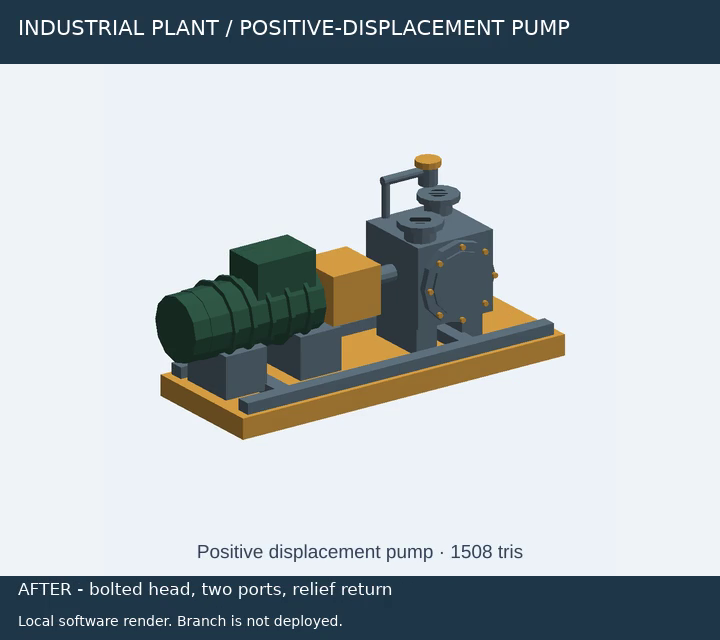 INDUSTRIAL PLANT / POSITIVE-DISPLACEMENT PUMP
Positive displacement pump · 1508 tris
AFTER - bolted head, two ports, relief return
Local software render. Branch is not deployed.